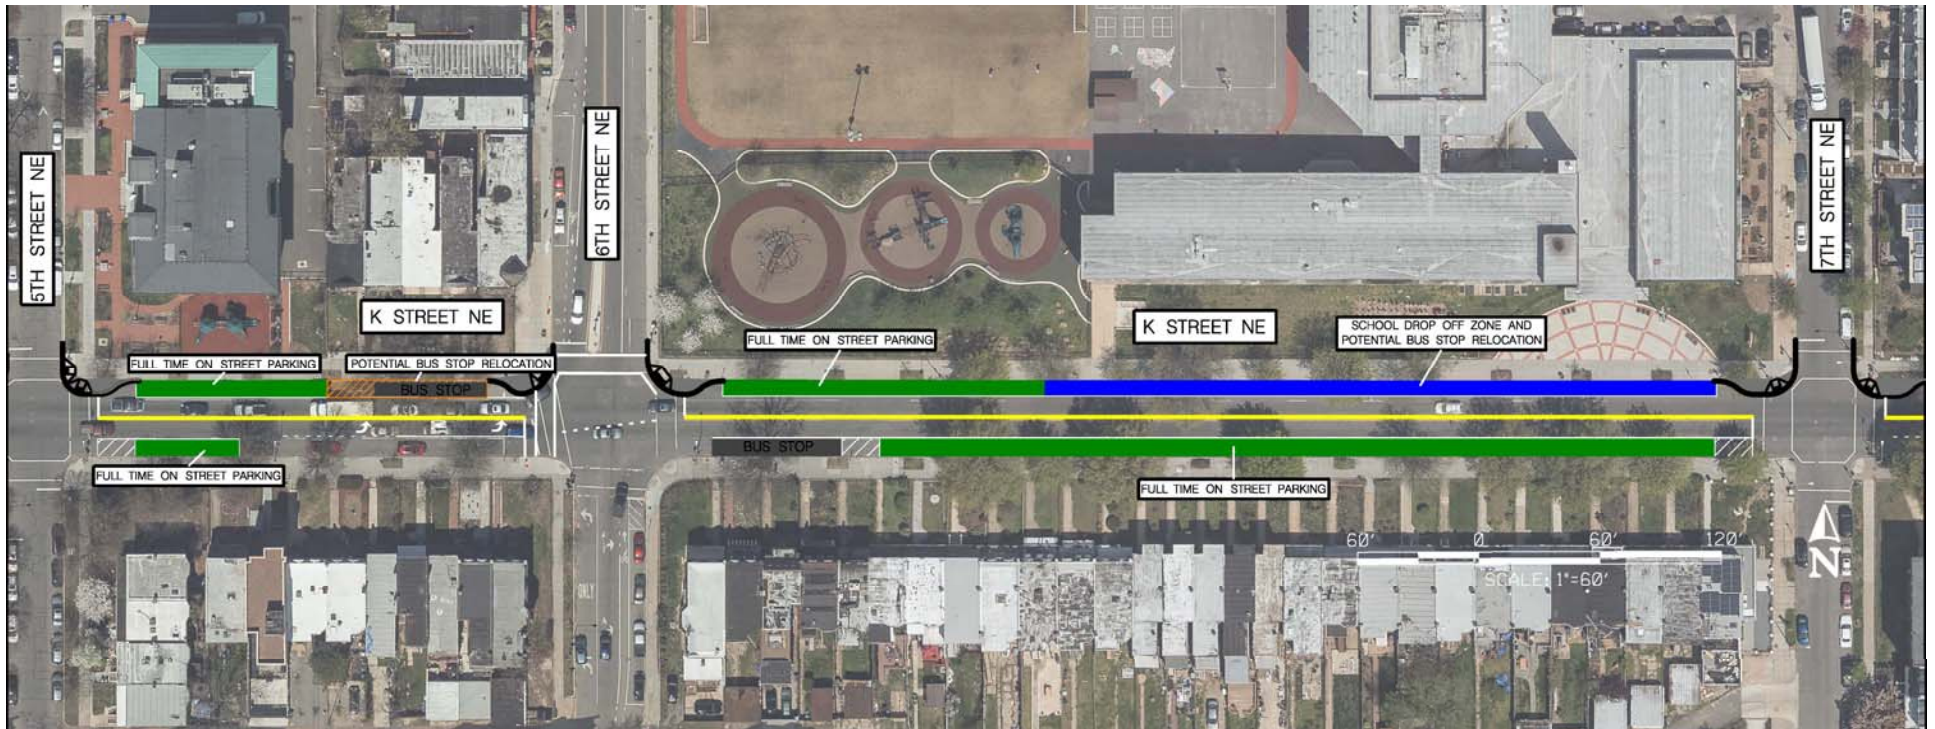 5TH STREET NE
6TH STREET NE
7TH STREET NE
K STREET NE
K STREET NE
FULL TIME ON STREET PARKING
POTENTIAL BUS STOP RELOCATION
FULL TIME ON STREET PARKING
SCHOOL DROP OFF ZONE AND
POTENTIAL BUS STOP RELOCATION
BUS STOP
BUS STOP
FULL TIME ON STREET PARKING
FULL TIME ON STREET PARKING
60' 0 60' 120'
SCALE: 1"=60'
ONLY
N